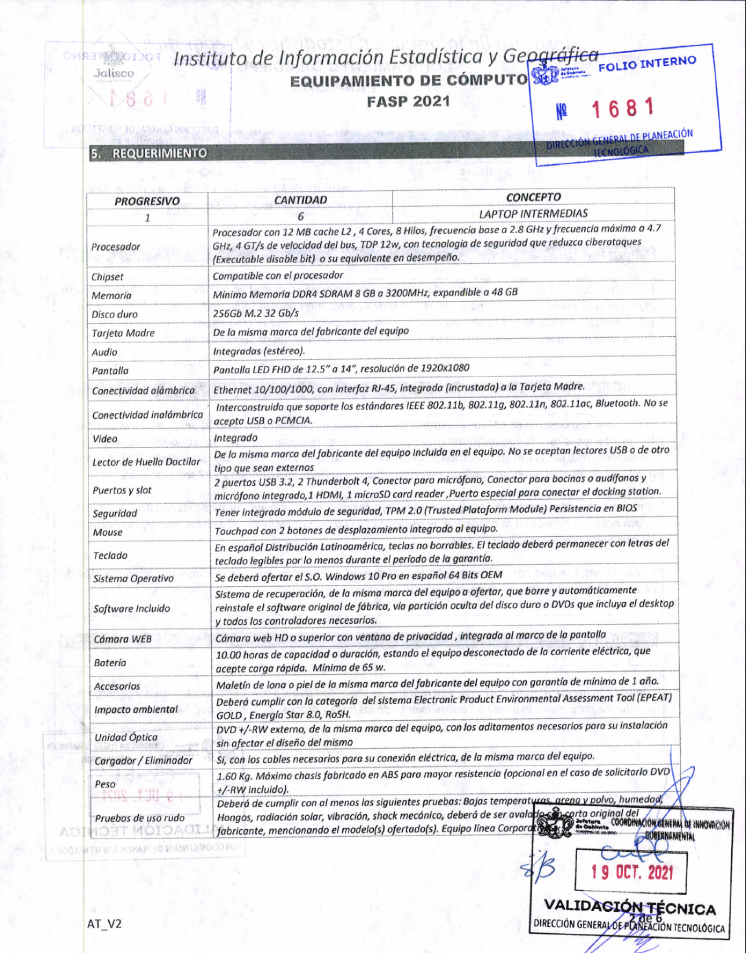 Instituto de Información Estadística y Geográfica
EQUIPAMIENTO DE CÓMPUTO
FASP 2021
Jalisco
Jefatura de Gabinete
FOLIO INTERNO
Nº 1681
DIRECCIÓN GENERAL DE PLANEACIÓN
TECNOLÓGICA
5. REQUERIMIENTO
PROGRESIVO CANTIDAD CONCEPTO
1 6 LAPTOP INTERMEDIAS
Procesador
Procesador con 12 MB cache L2 , 4 Cores, 8 Hilos, frecuencia base a 2.8 GHz y frecuencia máxima a 4.7
GHz, 4 GT/s de velocidad del bus, TDP 12w, con tecnología de seguridad que reduzca ciberataques
(Executable disable bit) o su equivalente en desempeño.
Chipset Compatible con el procesador
Memoria Mínimo Memoria DDR4 SDRAM 8 GB a 3200MHz, expandible a 48 GB
Disco duro 256Gb M.2 32 Gb/s
Tarjeta Madre De la misma marca del fabricante del equipo
Audio Integradas (estéreo).
Pantalla Pantalla LED FHD de 12.5" a 14", resolución de 1920x1080
Conectividad alámbrica Ethernet 10/100/1000, con interfaz RJ-45, integrada (incrustada) a la Tarjeta Madre.
Conectividad inalámbrica
Interconstruida que soporte los estándares IEEE 802.11b, 802.11g, 802.11n, 802.11ac, Bluetooth. No se
acepta USB o PCMCIA.
Video Integrado
Lector de Huella Dactilar
De la misma marca del fabricante del equipo Incluida en el equipo. No se aceptan lectores USB o de otro
tipo que sean externos
Puertos y slot
2 puertos USB 3.2, 2 Thunderbolt 4, Conector para micrófono, Conector para bocinas o audífonos y
micrófono integrado,1 HDMI, 1 microSD card reader ,Puerto especial para conectar el docking station.
Seguridad Tener integrado módulo de seguridad, TPM 2.0 (Trusted Plataform Module) Persistencia en BIOS
Mouse Touchpad con 2 botones de desplazamiento integrado al equipo.
Teclado
En español Distribución Latinoamérica, teclas no borrables. El teclado deberá permanecer con letras del
teclado legibles por lo menos durante el período de la garantía.
Sistema Operativo Se deberá ofertar el S.O. Windows 10 Pro en español 64 Bits OEM
Software Incluido
Sistema de recuperación, de la misma marca del equipo a ofertar, que borre y automáticamente
reinstale el software original de fábrica, vía partición oculta del disco duro o DVDs que incluya el desktop
y todos los controladores necesarios.
Cámara WEB Cámara web HD o superior con ventana de privacidad , integrada al marco de la pantalla
Batería
10.00 horas de capacidad o duración, estando el equipo desconectado de la corriente eléctrica, que
acepte carga rápida. Mínima de 65 w.
Accesorios Maletín de lona o piel de la misma marca del fabricante del equipo con garantía de mínimo de 1 año.
Impacto ambiental
Deberá cumplir con la categoría del sistema Electronic Product Environmental Assessment Tool (EPEAT)
GOLD , Energía Star 8.0, RoSH.
Unidad Óptica
DVD +/-RW externo, de la misma marca del equipo, con los aditamentos necesarios para su instalación
sin afectar el diseño del mismo
Cargador / Eliminador Si, con los cables necesarios para su conexión eléctrica, de la misma marca del equipo.
Peso
1.60 Kg. Máximo chasis fabricado en ABS para mayor resistencia (opcional en el caso de solicitarlo DVD
+/-RW incluido).
Pruebas de uso rudo
Deberá de cumplir con al menos las siguientes pruebas: Bajas temperaturas, arena y polvo, humedad,
Hongos, radiación solar, vibración, shock mecánico, deberá de ser carta original del
fabricante, mencionando el modelo(s) ofertado(s). Equipo línea
Jefatura de Gabinete
COORDINACIÓN GENERAL DE INNOVACIÓN
GUBERNAMENTAL
19 OCT. 2021
VALIDACIÓN TÉCNICA
2 de 6
DIRECCIÓN GENERAL DE PLANEACIÓN TECNOLÓGICA
AT_V2